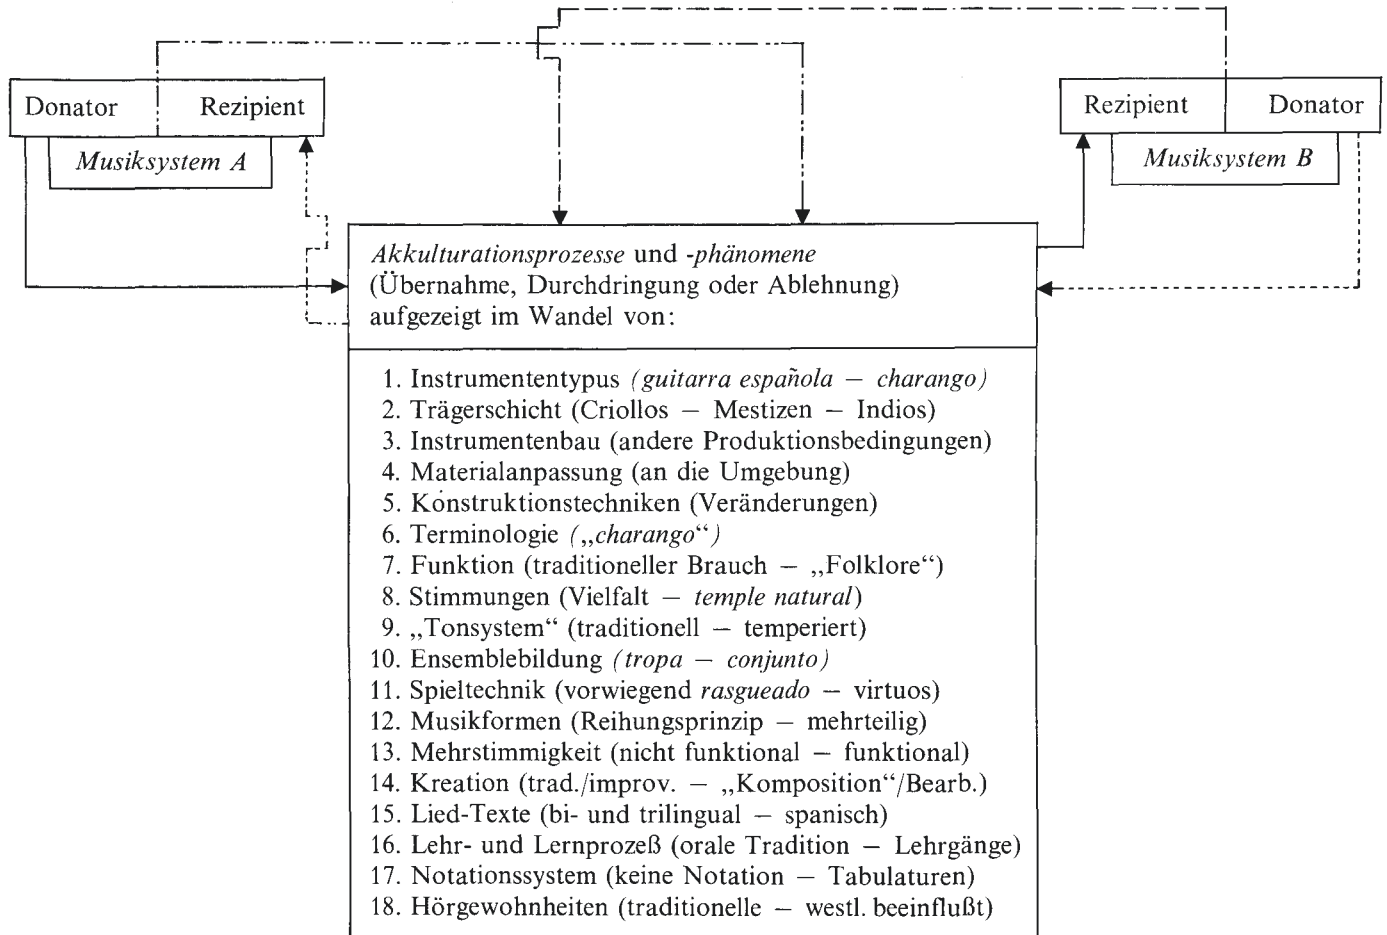 Donator Rezipient
Musiksystem A
Rezipient Donator
Musiksystem B
Akkulturationsprozesse und -phänomene
(Übernahme, Durchdringung oder Ablehnung)
aufgezeigt im Wandel von:
1. Instrumententypus (guitarra española — charango)
2. Trägerschicht (Criollos — Mestizen — Indios)
3. Instrumentenbau (andere Produktionsbedingungen)
4. Materialanpassung (an die Umgebung)
5. Konstruktionstechniken (Veränderungen)
6. Terminologie („charango“)
7. Funktion (traditioneller Brauch — „Folklore“)
8. Stimmungen (Vielfalt — temple natural)
9. „Tonsystem“ (traditionell — temperiert)
10. Ensemblebildung (tropa — conjunto)
11. Spieltechnik (vorwiegend rasgueado — virtuos)
12. Musikformen (Reihungsprinzip — mehrteilig)
13. Mehrstimmigkeit (nicht funktional — funktional)
14. Kreation (trad./improv. — „Komposition“/Bearb.)
15. Lied-Texte (bi- und trilingual — spanisch)
16. Lehr- und Lernprozeß (orale Tradition — Lehrgänge)
17. Notationssystem (keine Notation — Tabulaturen)
18. Hörgewohnheiten (traditionelle — westl. beeinflußt)